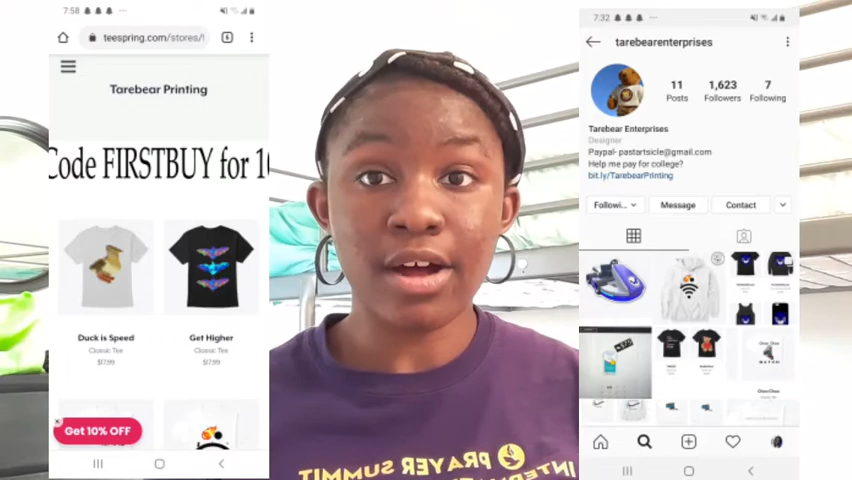 7:58
teespring.com/stores/t
Tarebear Printing
Code FIRSTBUY for 10
Duck is Speed
Classic Tee
$17.99
Get Higher
Classic Tee
$17.99
Get 10% OFF
PRAYER SUMMIT
7:32
tarebearenterprises
11
Posts
1,623
Followers
7
Following
Tarebear Enterprises
Designer
Paypal- pastartsicle@gmail.com
Help me pay for college?
bit.ly/TarebearPrinting
Followi...
Message
Contact